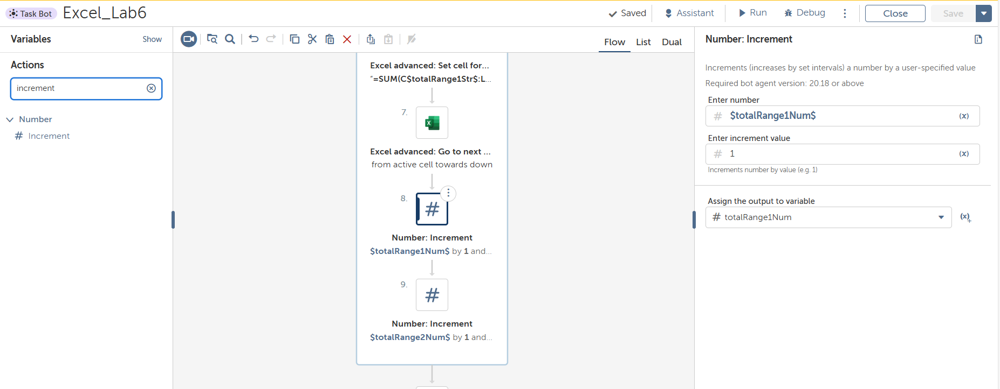 Task Bot Excel_Lab6 Saved Assistant Run Debug Close Save
Variables Show
Actions
increment
Number
# Increment
Flow List Dual
Excel advanced: Set cell for...
“=SUM(C$totalRange1Str$:L...
7.
Excel advanced: Go to next ...
from active cell towards down
8.
#
Number: Increment
$totalRange1Num$ by 1 and...
9.
#
Number: Increment
$totalRange2Num$ by 1 and...
Number: Increment
Increments (increases by set intervals) a number by a user-specified value
Required bot agent version: 20.18 or above
Enter number
# $totalRange1Num$ (x)
Enter increment value
# 1 (x)
Increments number by value (e.g. 1)
Assign the output to variable
# totalRange1Num (x)+